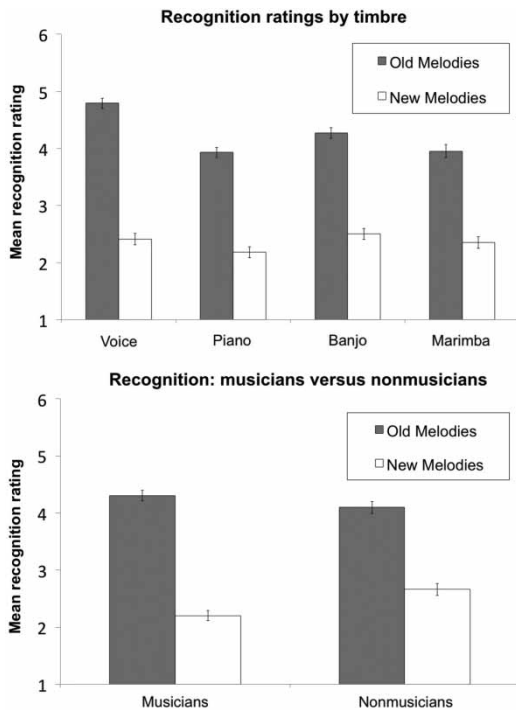 Recognition ratings by timbre
6
5
4
3
2
1
Mean recognition rating
Old Melodies
New Melodies
Voice Piano Banjo Marimba
Recognition: musicians versus nonmusicians
6
5
4
3
2
1
Mean recognition rating
Old Melodies
New Melodies
Musicians Nonmusicians